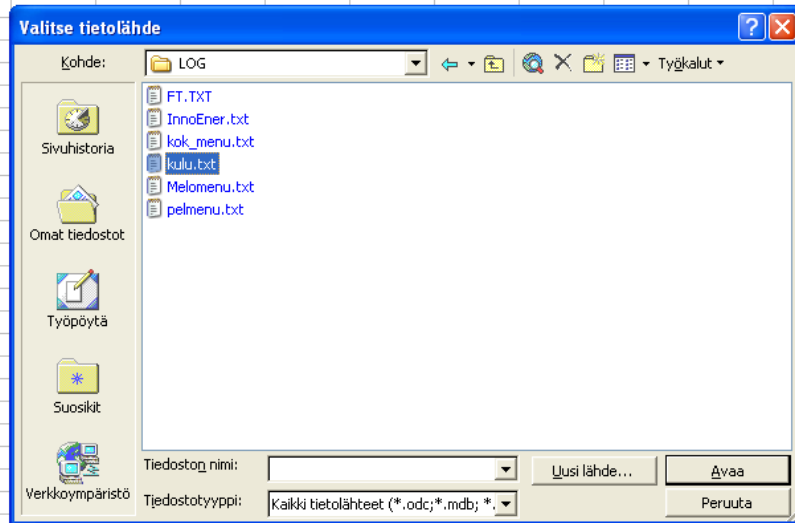 Valitse tietolähde
Kohde:
LOG
Työkalut
Sivuhistoria
Omat tiedostot
Työpöytä
Suosikit
Verkkoympäristö
FT.TXT
InnoEner.txt
kok_menu.txt
kulu.txt
Melomenu.txt
pelmenu.txt
Tiedoston nimi:
Uusi lähde...
Avaa
Tiedostotyyppi:
Kaikki tietolähteet (*.odc;*.mdb; *.
Peruuta